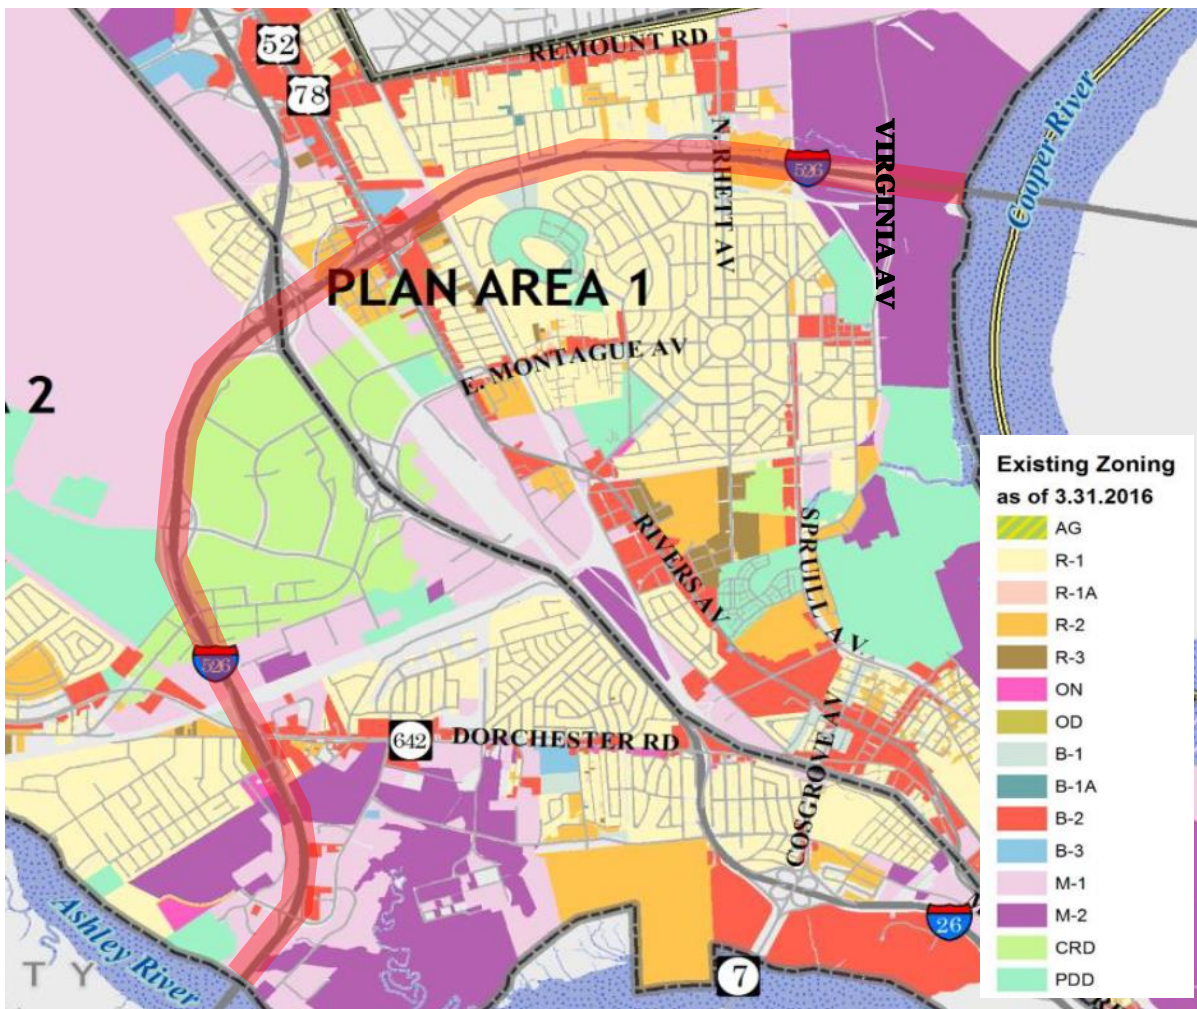 52
REMOUNT RD
78
Cooper River
N. RHETT AV
VIRGINIA AV
526
PLAN AREA 1
E. MONTAGUE AV
2
Existing Zoning
as of 3.31.2016
AG
R-1
R-1A
R-2
R-3
ON
OD
B-1
B-1A
B-2
B-3
M-1
M-2
CRD
PDD
RIVERS AV
SPRUILL AV
526
642
DORCHESTER RD
COSGROVE AV
Ashley River
T Y
26
7